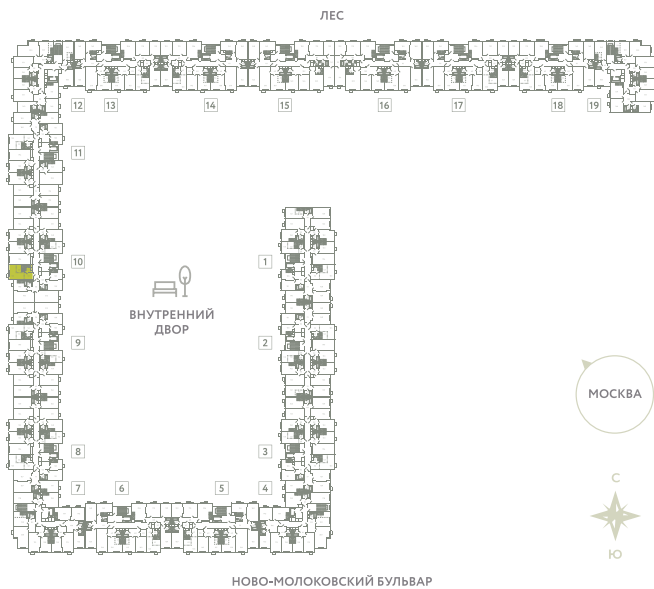 ЛЕС
12 13 14 15 16 17 18 19
11
10 1
ВНУТРЕННИЙ
ДВОР
9 2
МОСКВА
8 3
С
7 6 5 4
Ю
НОВО-МОЛОКОВСКИЙ БУЛЬВАР